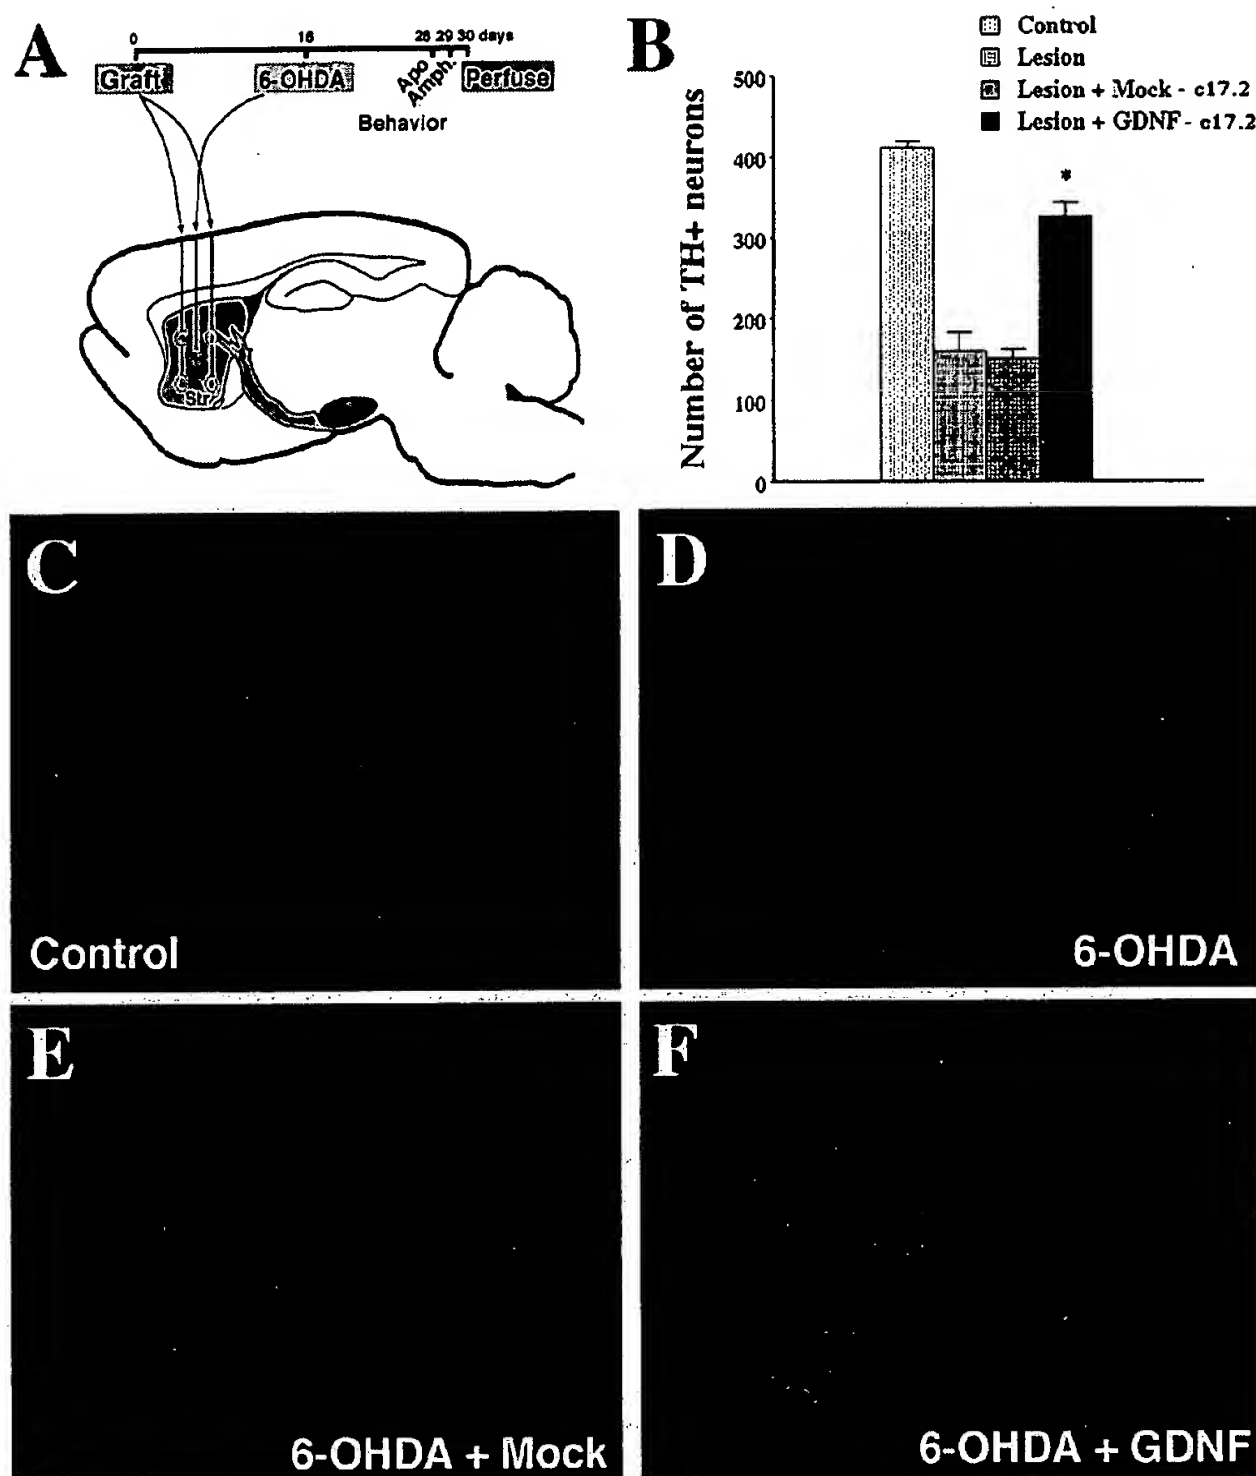 A
0 16 28 29 30 days
Graft 6-OHDA Apo Amph. Perfuse
Behavior
Str
B
Control
Lesion
Lesion + Mock - c17.2
Lesion + GDNF - c17.2
Number of TH+ neurons
500
400
300
200
100
0
*
C
Control
D
6-OHDA
E
6-OHDA + Mock
F
6-OHDA + GDNF